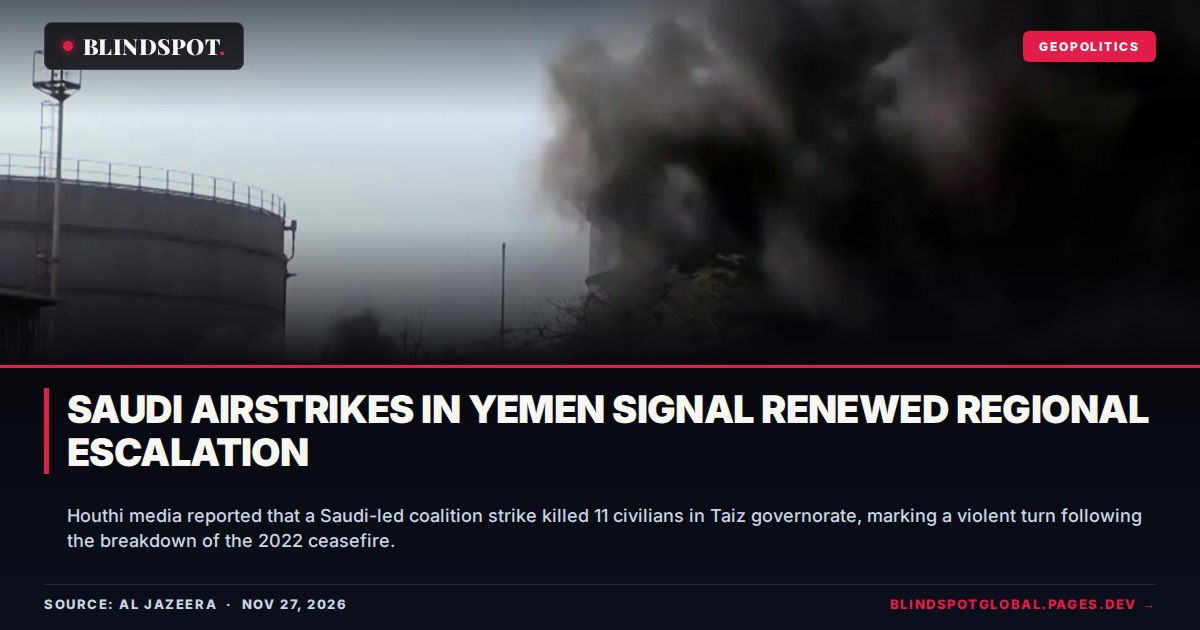 BLINDSPOT.
GEOPOLITICS
SAUDI AIRSTRIKES IN YEMEN SIGNAL RENEWED REGIONAL
ESCALATION
Houthi media reported that a Saudi-led coalition strike killed 11 civilians in Taiz governorate, marking a violent turn following
the breakdown of the 2022 ceasefire.
SOURCE: AL JAZEERA · NOV 27, 2026
BLINDSPOTGLOBAL.PAGES.DEV →